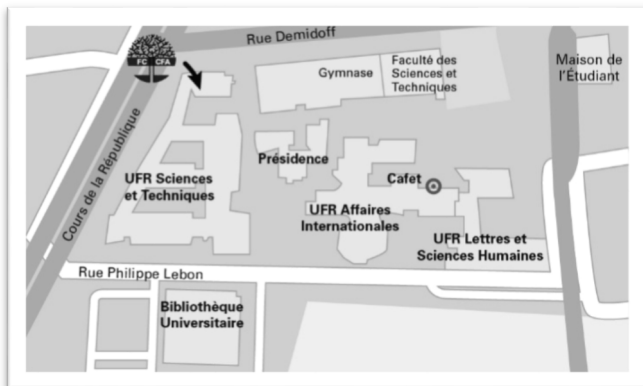 Rue Demidoff
FC CFA
Cours de la République
Gymnase
Faculté des
Sciences et
Techniques
Maison de
l'Étudiant
UFR Sciences
et Techniques
Présidence
Cafet
UFR Affaires
Internationales
UFR Lettres et
Sciences Humaines
Rue Philippe Lebon
Bibliothèque
Universitaire